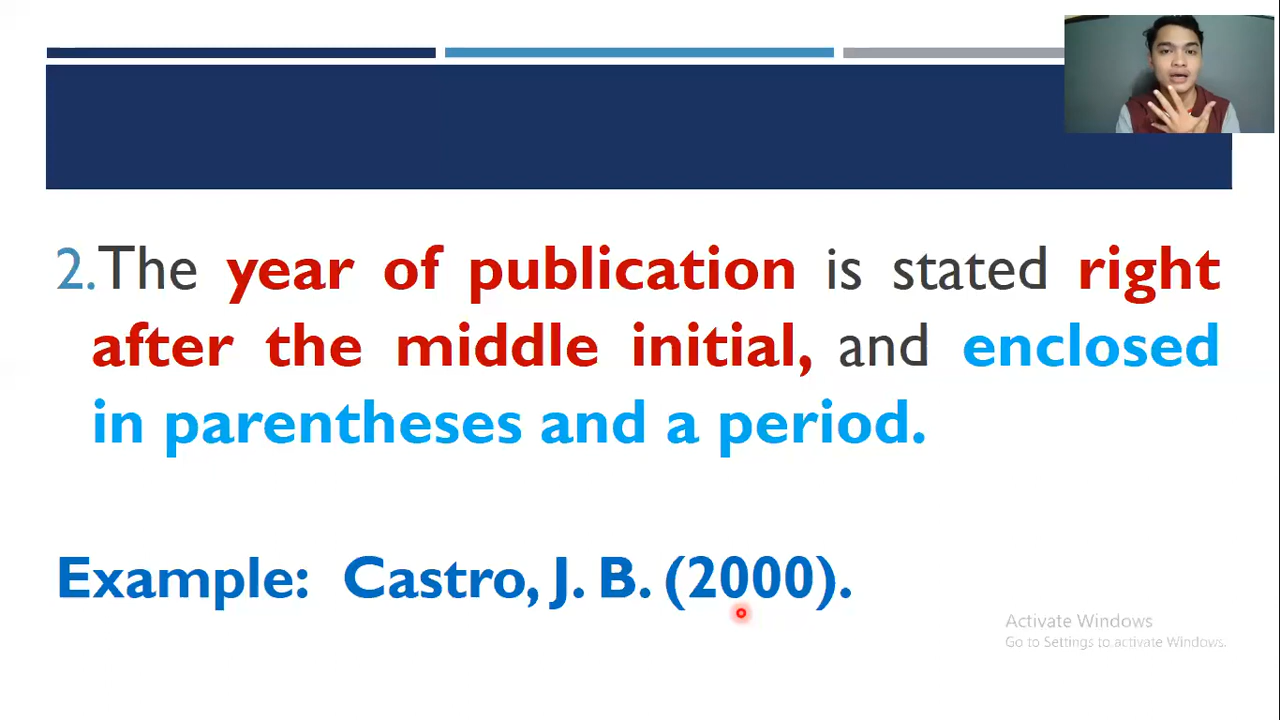 2.The year of publication is stated right
after the middle initial, and enclosed
in parentheses and a period.
Example: Castro, J. B. (2000).
Activate Windows
Go to Settings to activate Windows.